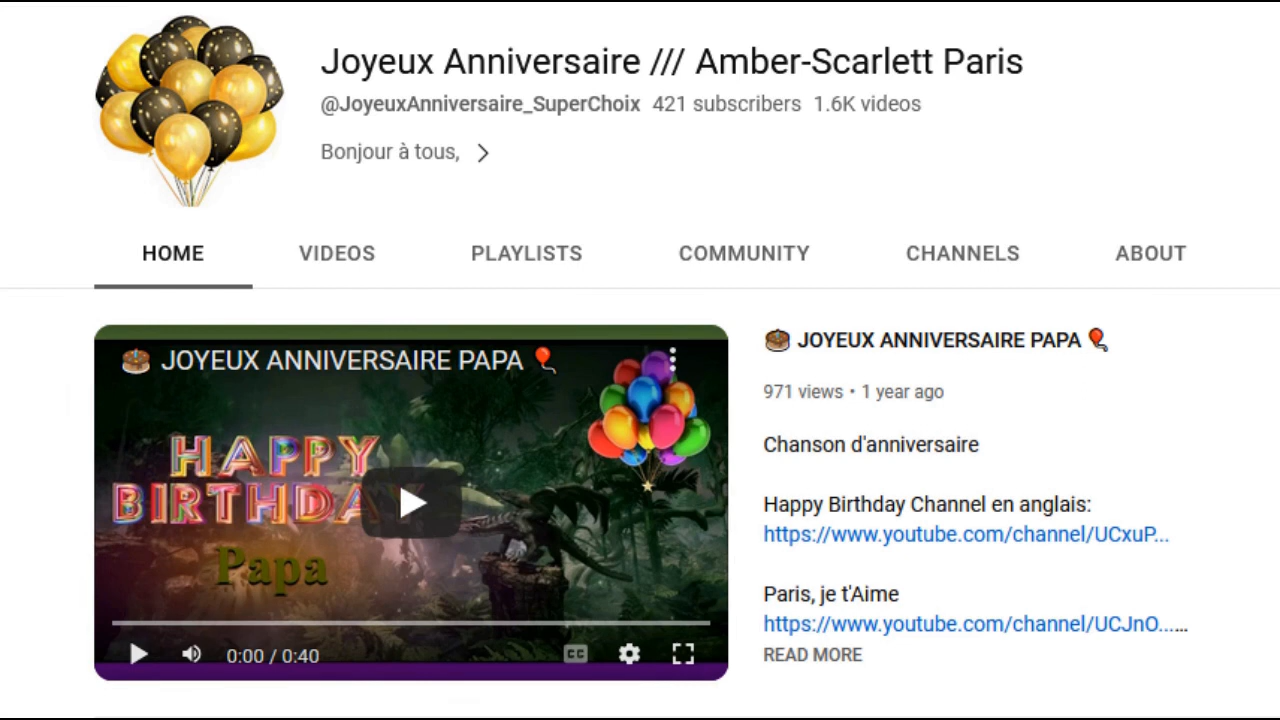 Joyeux Anniversaire /// Amber-Scarlett Paris
@JoyeuxAnniversaire_SuperChoix 421 subscribers 1.6K videos
Bonjour à tous,
HOME VIDEOS PLAYLISTS COMMUNITY CHANNELS ABOUT
JOYEUX ANNIVERSAIRE PAPA
HAPPY
BIRTHDAY
Papa
0:00 / 0:40
CC
JOYEUX ANNIVERSAIRE PAPA
971 views • 1 year ago
Chanson d'anniversaire
Happy Birthday Channel en anglais:
https://www.youtube.com/channel/UCxuP...
Paris, je t'Aime
https://www.youtube.com/channel/UCJnO......
READ MORE